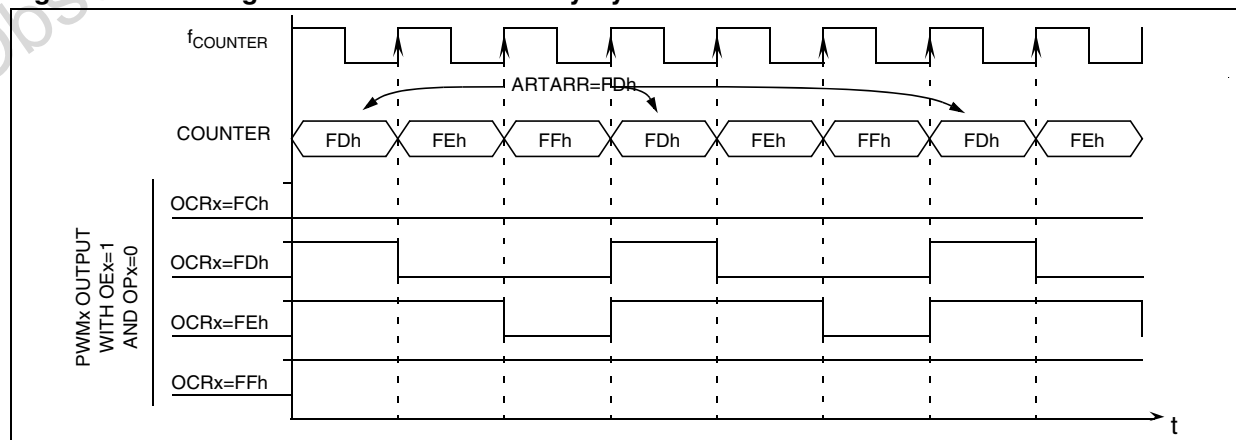 fCOUNTER
ARTARR=FDh
COUNTER
FDh FEh FFh FDh FEh FFh FDh FEh
PWMx OUTPUT
WITH OEx=1
AND OPx=0
OCRx=FCh
OCRx=FDh
OCRx=FEh
OCRx=FFh
t